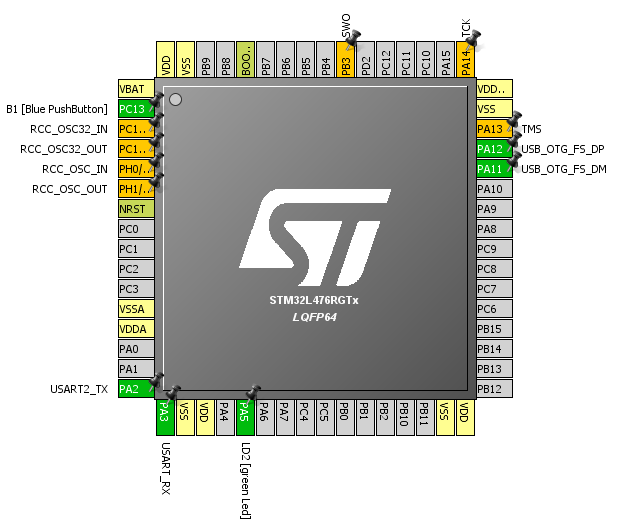 SWO
TCK
VDD
VSS
PB9
PB8
BOO..
PB7
PB6
PB5
PB4
PB3
PD2
PC12
PC11
PC10
PA15
PA14
VBAT
B1 [Blue PushButton] PC13
RCC_OSC32_IN PC1..
RCC_OSC32_OUT PC1..
RCC_OSC_IN PH0/..
RCC_OSC_OUT PH1/..
NRST
PC0
PC1
PC2
PC3
VSSA
VDDA
PA0
PA1
USART2_TX PA2
ST
STM32L476RGTx
LQFP64
VDD..
VSS
PA13 TMS
PA12 USB_OTG_FS_DP
PA11 USB_OTG_FS_DM
PA10
PA9
PA8
PC9
PC8
PC7
PC6
PB15
PB14
PB13
PB12
PA3
VSS
VDD
PA4
PA5
PA6
PA7
PC4
PC5
PB0
PB1
PB2
PB10
PB11
VSS
VDD
USART_RX
LD2 [green Led]